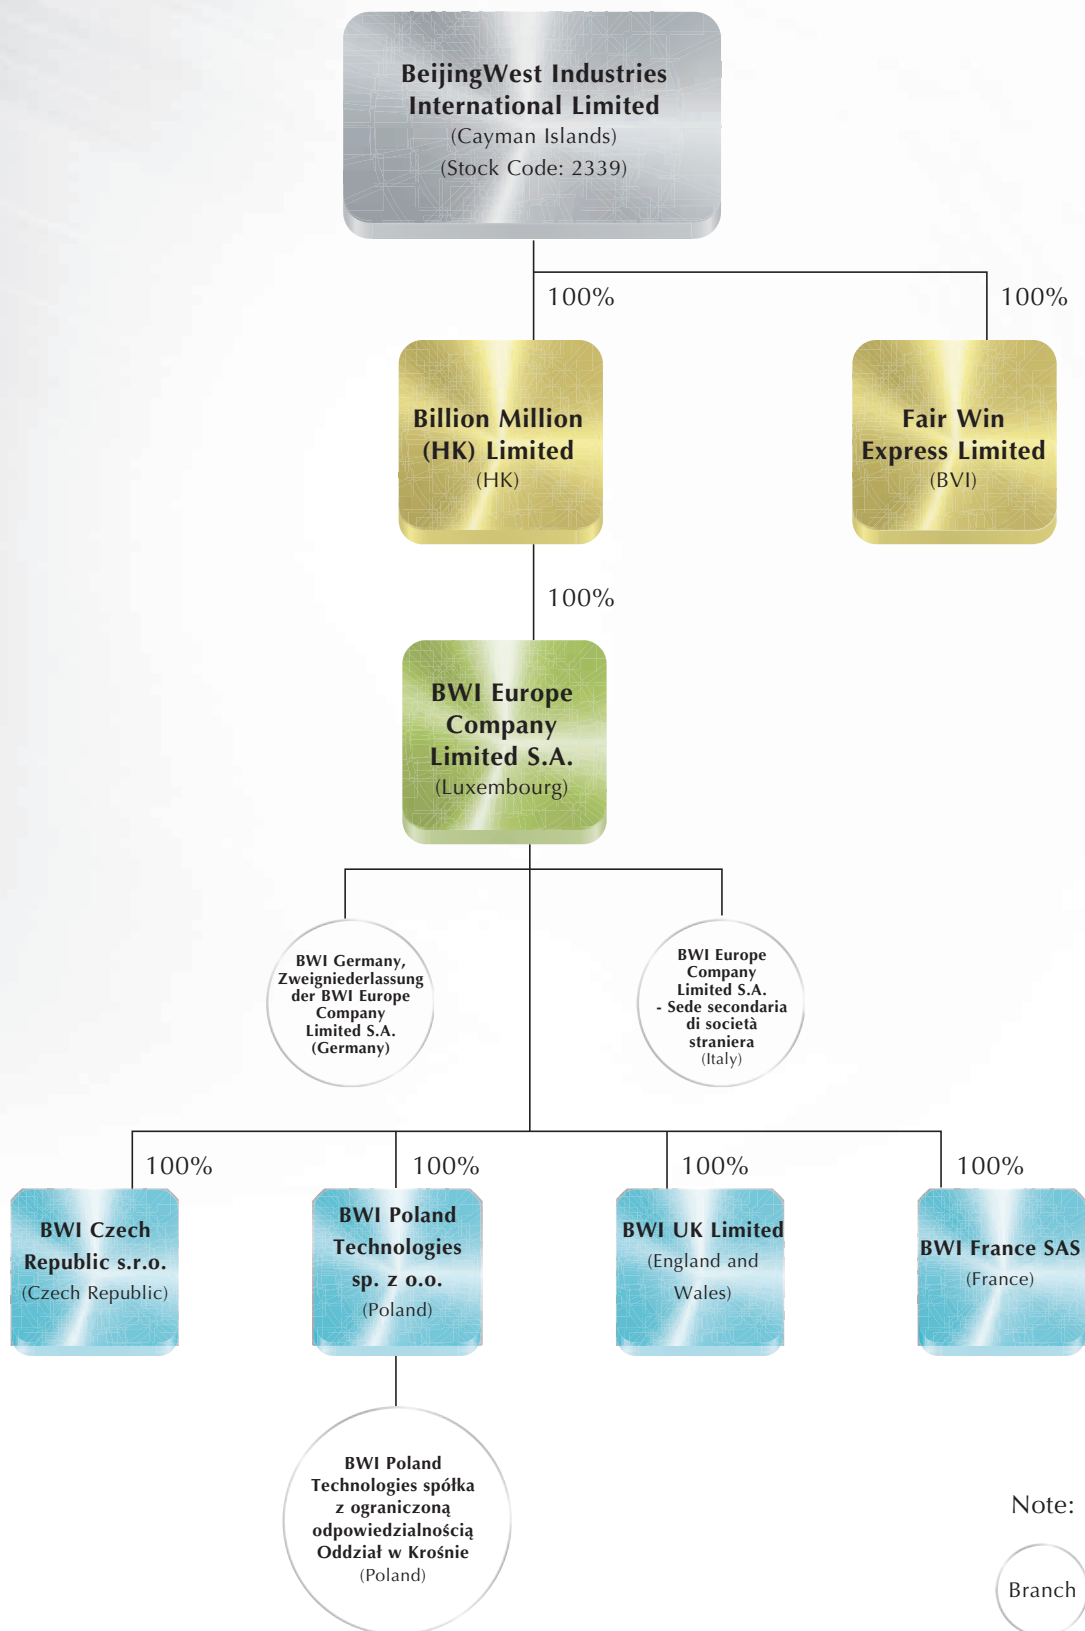 BeijingWest Industries
International Limited
(Cayman Islands)
(Stock Code: 2339)
100%
100%
Billion Million
(HK) Limited
(HK)
Fair Win
Express Limited
(BVI)
100%
BWI Europe
Company
Limited S.A.
(Luxembourg)
BWI Germany,
Zweigniederlassung
der BWI Europe
Company
Limited S.A.
(Germany)
BWI Europe
Company
Limited S.A.
- Sede secondaria
di società
straniera
(Italy)
100%
100%
100%
100%
BWI Czech
Republic s.r.o.
(Czech Republic)
BWI Poland
Technologies
sp. z o.o.
(Poland)
BWI UK Limited
(England and
Wales)
BWI France SAS
(France)
BWI Poland
Technologies spółka
z ograniczoną
odpowiedzialnością
Oddział w Krośnie
(Poland)
Note:
Branch